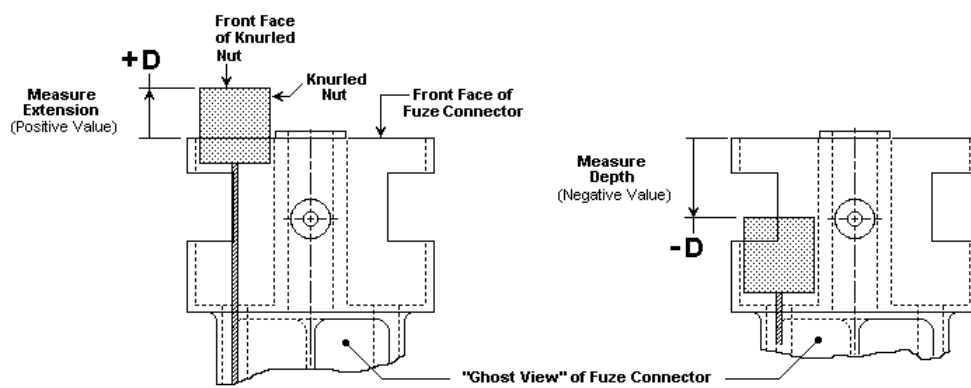 Front Face
of Knurled
Nut
+D
Knurled
Nut
Measure
Extension
(Positive Value)
Front Face of
Fuze Connector
Measure
Depth
(Negative Value)
-D
"Ghost View" of Fuze Connector